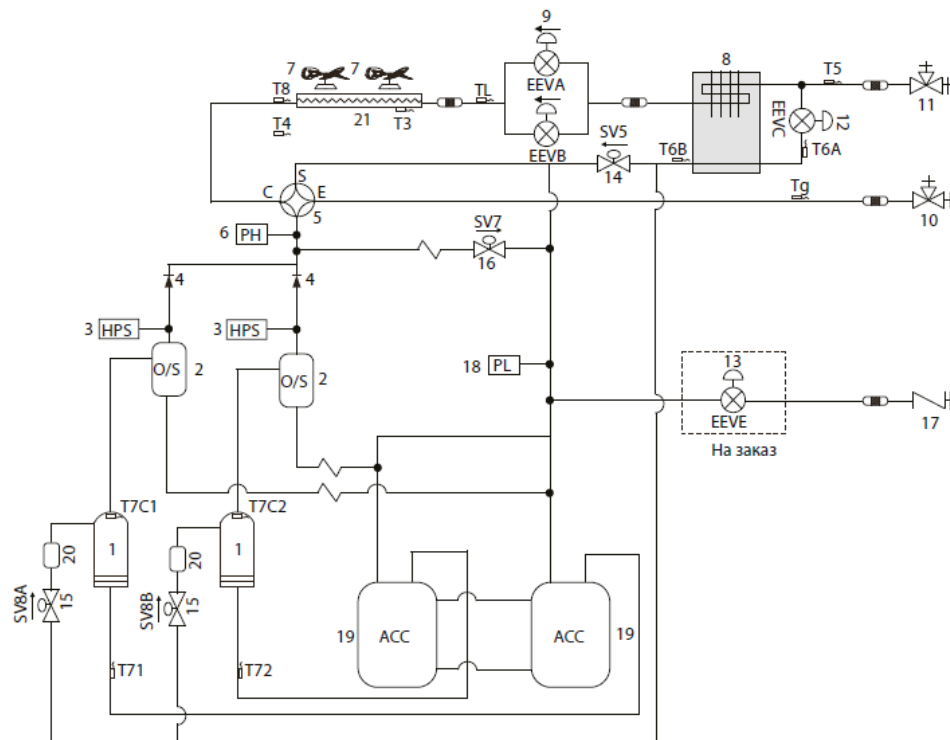 9
7 7
8
T8
TL
EEVA
T5
21 T3
T4
11
EEVC
12
EEVB
SV5
T6B
T6A
14
S
C E
5
Tg
10
6 PH
SV7
16
4 4
3 HPS
3 HPS
O/S 2
O/S 2
18 PL
13
EEVE
17
На заказ
T7C1
T7C2
1
1
20
20
SV8A
15
SV8B
15
19 ACC
ACC 19
T71
T72